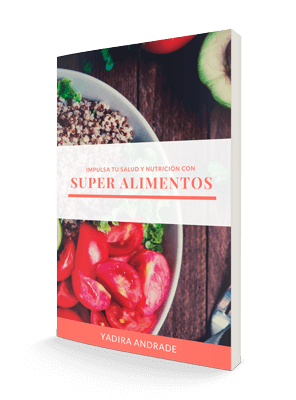 IMPULSA TU SALUD Y NUTRICIÓN CON
SUPER ALIMENTOS
YADIRA ANDRADE